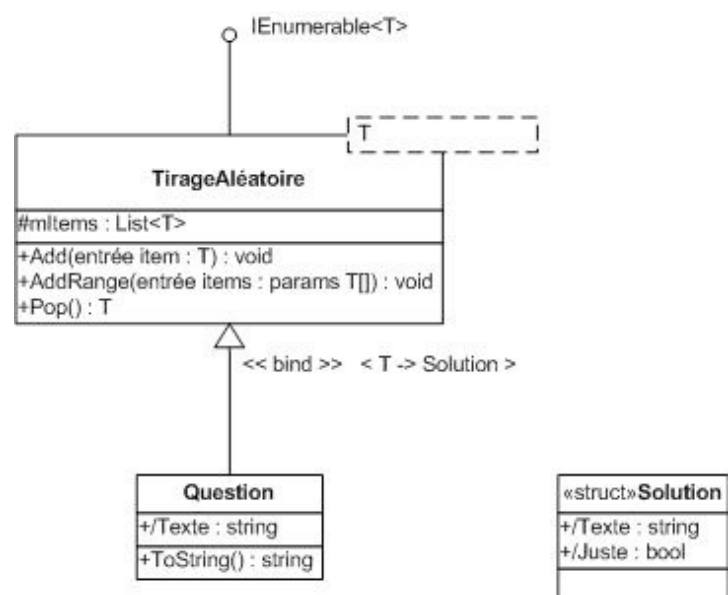 IEnumerable<T>
T
TirageAléatoire
#mItems : List<T>
+Add(entrée item : T) : void
+AddRange(entrée items : params T[]) : void
+Pop() : T
<< bind >> < T -> Solution >
Question
+/Texte : string
+ToString() : string
«struct»Solution
+/Texte : string
+/Juste : bool